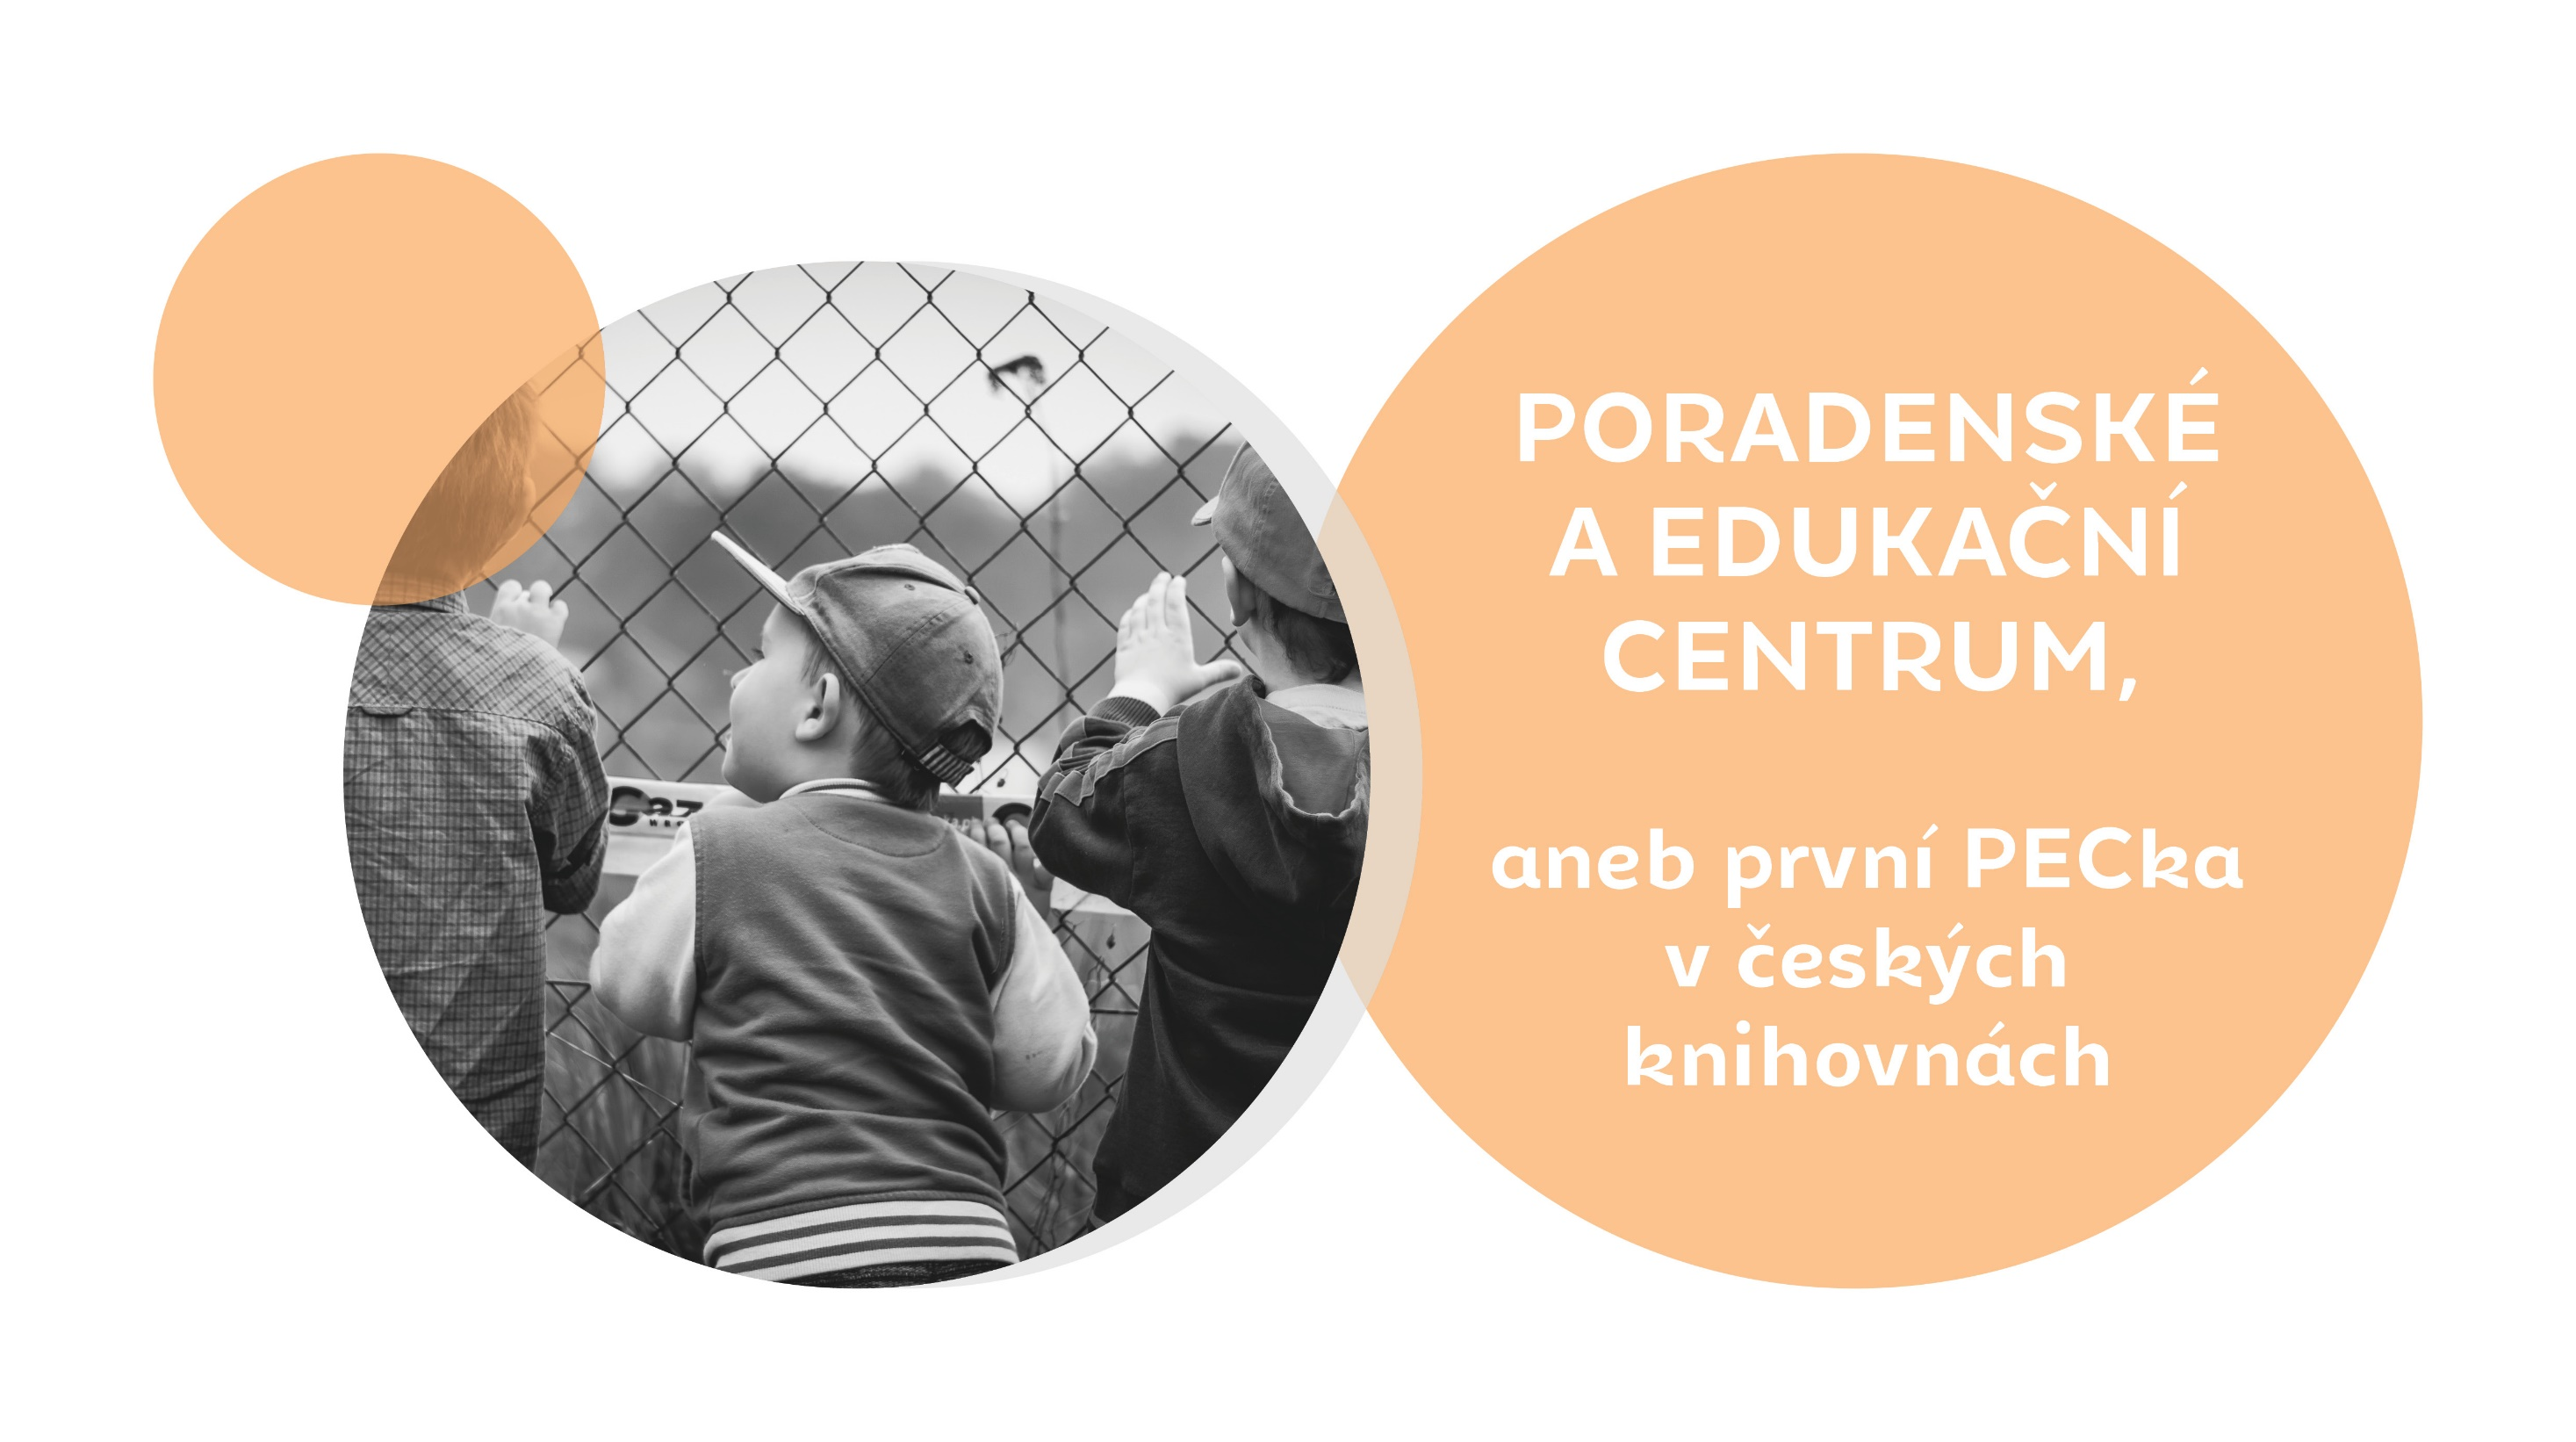 PORADENSKÉ
A EDUKAČNÍ
CENTRUM,
aneb první PECka
v českých
knihovnách